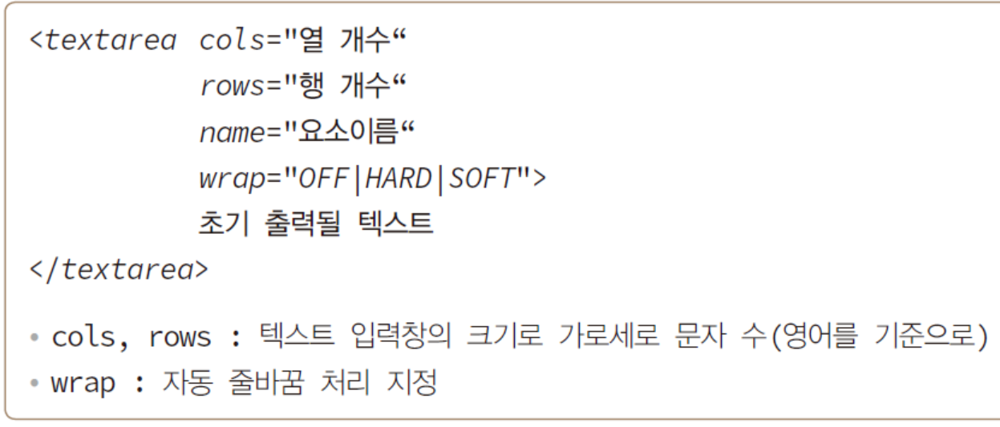 <textarea cols="열 개수“
rows="행 개수“
name="요소이름“
wrap="OFF|HARD|SOFT">
초기 출력될 텍스트
</textarea>
• cols, rows : 텍스트 입력창의 크기로 가로세로 문자 수(영어를 기준으로)
• wrap : 자동 줄바꿈 처리 지정